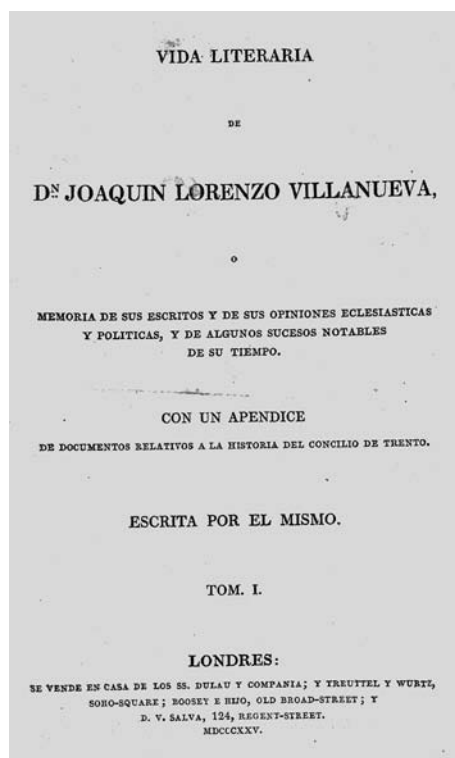 VIDA LITERARIA
DE
Dᴺ JOAQUIN LORENZO VILLANUEVA,
O
MEMORIA DE SUS ESCRITOS Y DE SUS OPINIONES ECLESIASTICAS
Y POLITICAS, Y DE ALGUNOS SUCESOS NOTABLES
DE SU TIEMPO.
CON UN APENDICE
DE DOCUMENTOS RELATIVOS A LA HISTORIA DEL CONCILIO DE TRENTO.
ESCRITA POR EL MISMO.
TOM. I.
LONDRES:
SE VENDE EN CASA DE LOS SS. DULAU Y COMPANIA; Y TREUTTEL Y WURTZ,
SOHO-SQUARE; BOOSEY E HIJO, OLD BROAD-STREET; Y
D. V. SALVA, 124, REGENT-STREET.
MDCCCXXV.